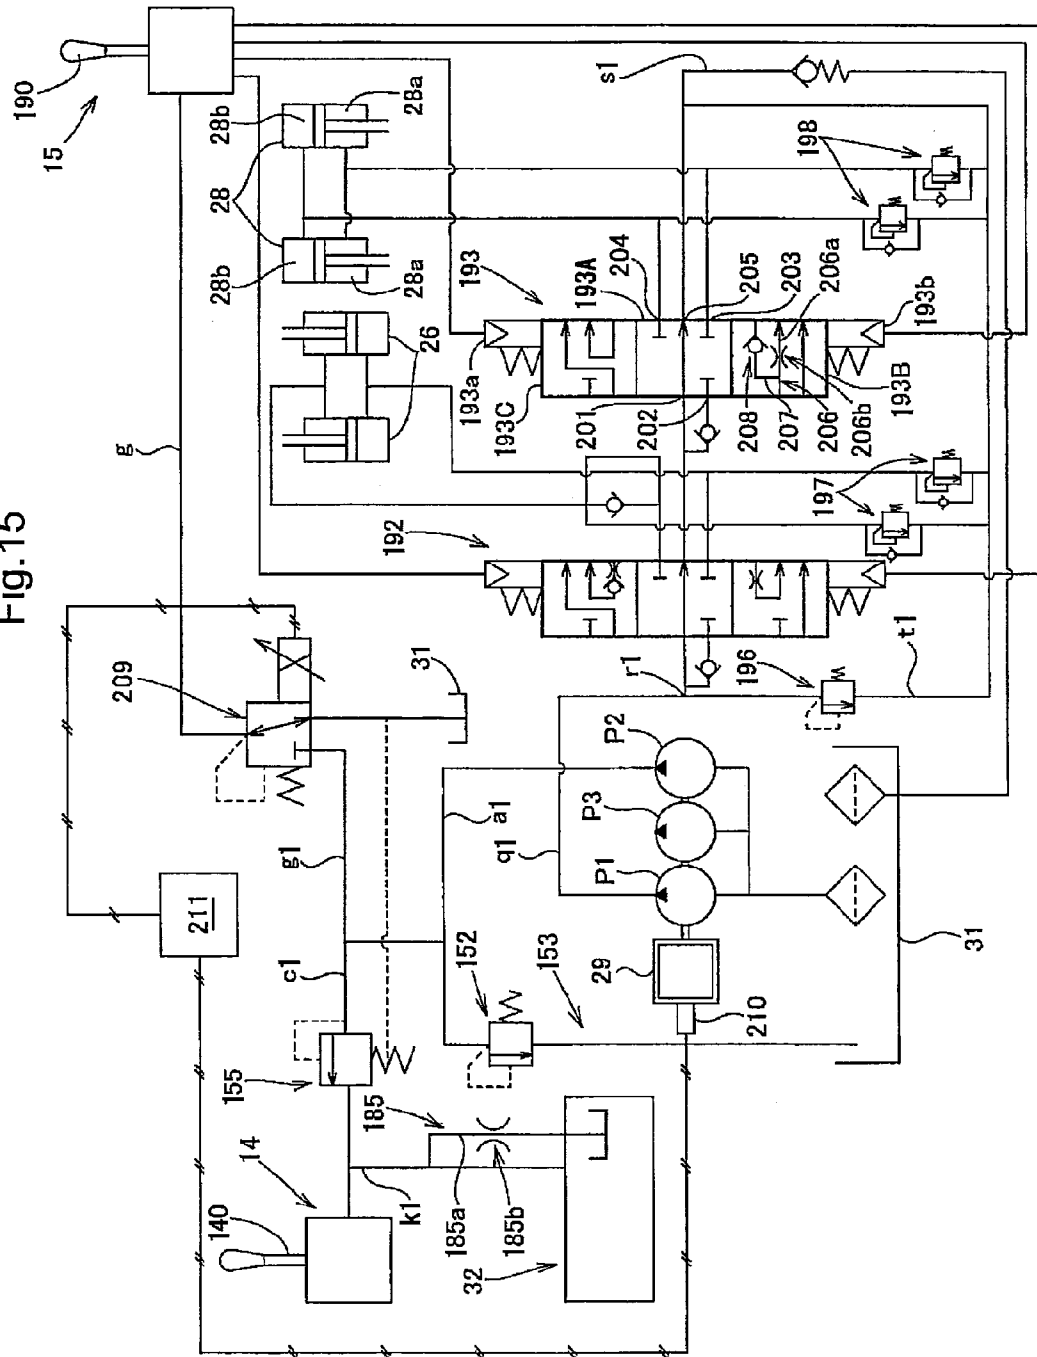 Fig.15
190
15
28
28b
28a
28b
28a
26
g
193
193a
193C
193A
204
205
203
206a
193b
193B
206b
206
207
208
202
201
s1
198
197
192
r1
196
t1
209
31
211
g1
c1
a1
q1
P2
P3
P1
29
210
31
152
153
155
14
140
185
185a
185b
k1
32